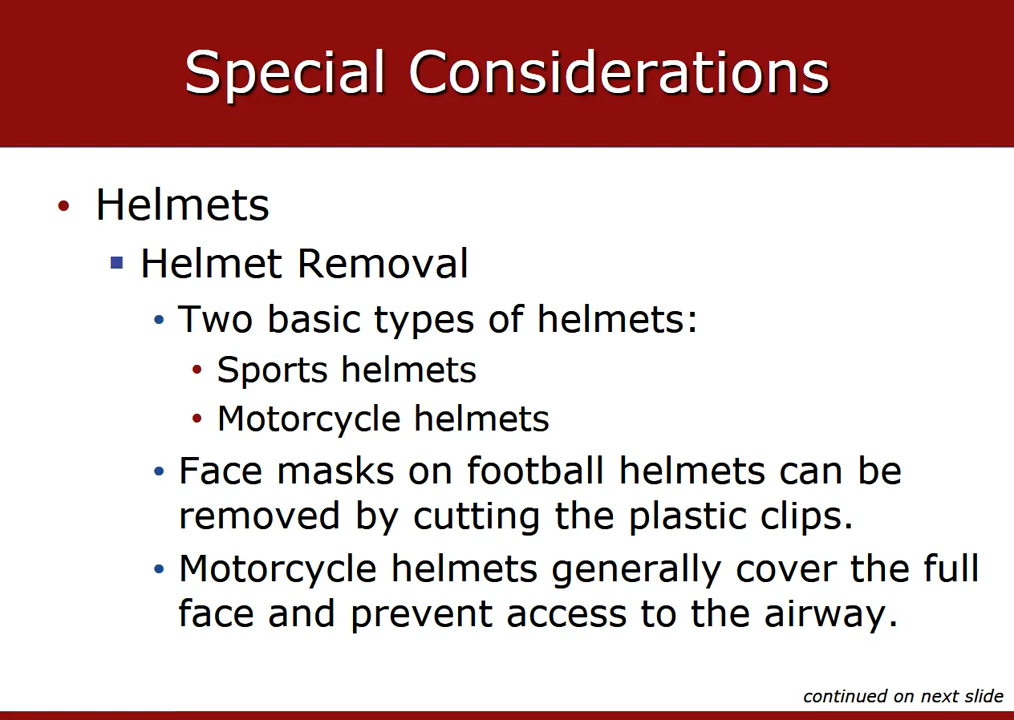 Special Considerations
• Helmets
▪ Helmet Removal
• Two basic types of helmets:
• Sports helmets
• Motorcycle helmets
• Face masks on football helmets can be
removed by cutting the plastic clips.
• Motorcycle helmets generally cover the full
face and prevent access to the airway.
continued on next slide